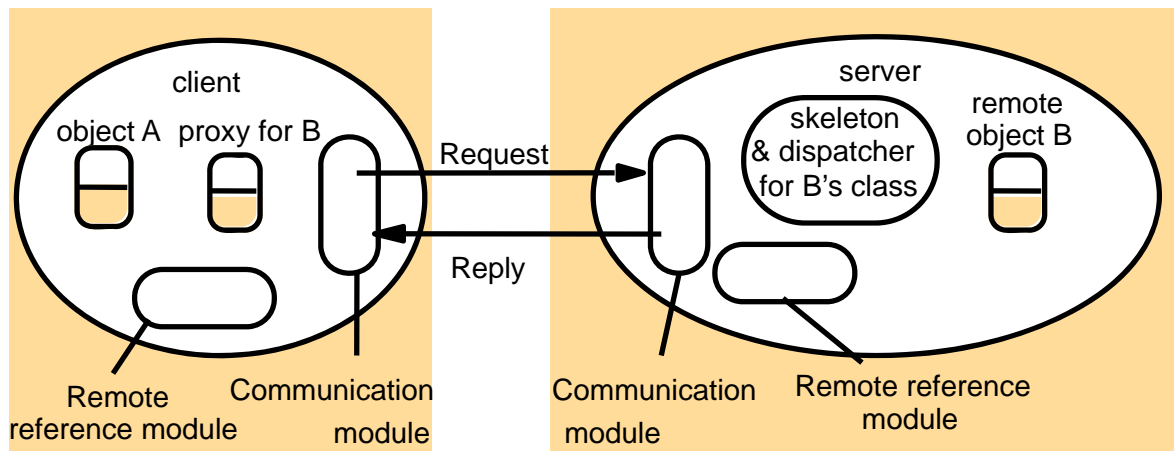 client
object A
proxy for B
Request
Reply
Remote
reference module
Communication
module
server
skeleton
& dispatcher
for B's class
remote
object B
Communication
module
Remote reference
module